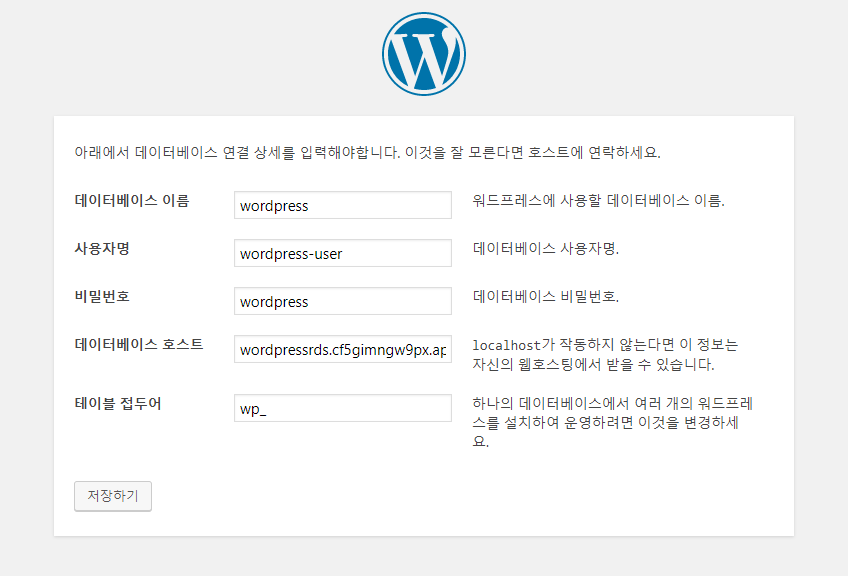 아래에서 데이터베이스 연결 상세를 입력해야합니다. 이것을 잘 모른다면 호스트에 연락하세요.
데이터베이스 이름 wordpress 워드프레스에 사용할 데이터베이스 이름.
사용자명 wordpress-user 데이터베이스 사용자명.
비밀번호 wordpress 데이터베이스 비밀번호.
데이터베이스 호스트 wordpressrds.cf5gimngw9px.ap localhost가 작동하지 않는다면 이 정보는
자신의 웹호스팅에서 받을 수 있습니다.
테이블 접두어 wp_ 하나의 데이터베이스에서 여러 개의 워드프레
스를 설치하여 운영하려면 이것을 변경하세
요.
저장하기